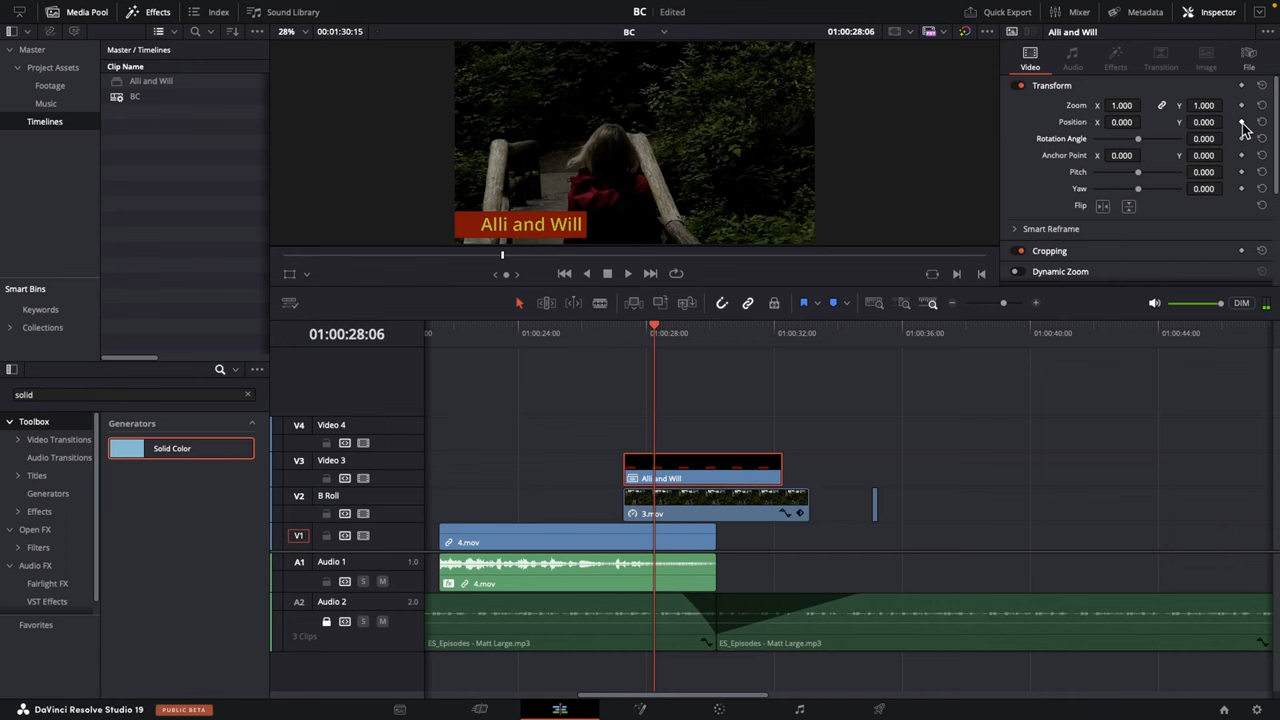 Media Pool Effects Index Sound Library BC Edited Quick Export Mixer Metadata Inspector
28% 00:01:30:15 BC 01:00:28:06 Alli and Will
Master
Project Assets
Footage
Music
Timelines
Master / Timelines
Clip Name
Alli and Will
BC
Smart Bins
Keywords
Collections
Alli and Will
Video Audio Effects Transition Image File
Transform
Zoom X 1.000 Y 1.000
Position X 0.000 Y 0.000
Rotation Angle 0.000
Anchor Point X 0.000 Y 0.000
Pitch 0.000
Yaw 0.000
Flip
Smart Reframe
Cropping
Dynamic Zoom
DIM
solid
Toolbox
Video Transitions
Audio Transitions
Titles
Generators
Effects
Open FX
Filters
Audio FX
Fairlight FX
VST Effects
Favorites
Generators
Solid Color
01:00:28:06
:00 01:00:24:00 01:00:28:00 01:00:32:00 01:00:36:00 01:00:40:00 01:00:44:00
V4 Video 4
V3 Video 3
Alli and Will
V2 B Roll
3.mov
V1
4.mov
A1 Audio 1 1.0
S M
4.mov
A2 Audio 2 2.0
S M
3 Clips
ES_Episodes - Matt Large.mp3 ES_Episodes - Matt Large.mp3
DaVinci Resolve Studio 19 PUBLIC BETA